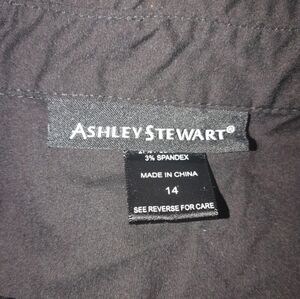 ASHLEY STEWART®
3% SPANDEX
MADE IN CHINA
14
SEE REVERSE FOR CARE